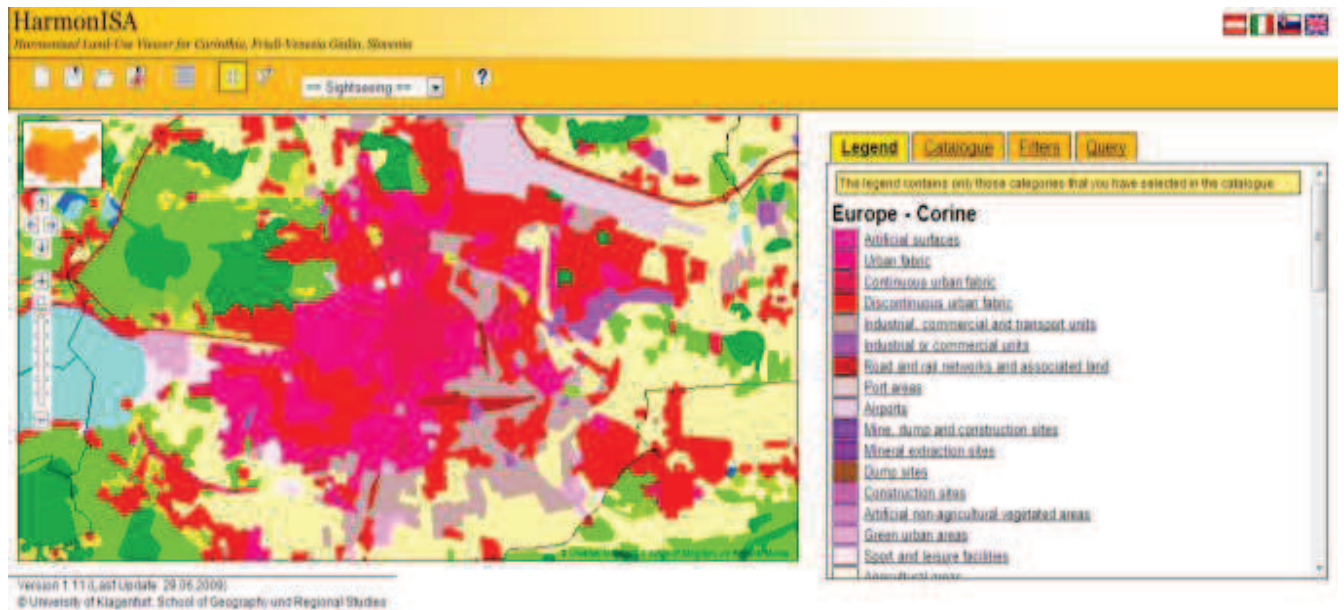 HarmonISA
Harmonised Land-Use Viewer for Carinthia, Friuli-Venezia Giulia, Slovenia
== Sightseeing ==
?
Legend Catalogue Filters Query
The legend contains only those categories that you have selected in the catalogue.
Europe - Corine
Artificial surfaces
Urban fabric
Continuous urban fabric
Discontinuous urban fabric
Industrial, commercial and transport units
Industrial or commercial units
Road and rail networks and associated land
Port areas
Airports
Mine, dump and construction sites
Mineral extraction sites
Dump sites
Construction sites
Artificial non-agricultural vegetated areas
Green urban areas
Sport and leisure facilities
Agricultural areas
Version 1.11 (Last Update: 29.06.2009)
© University of Klagenfurt, School of Geography und Regional Studies